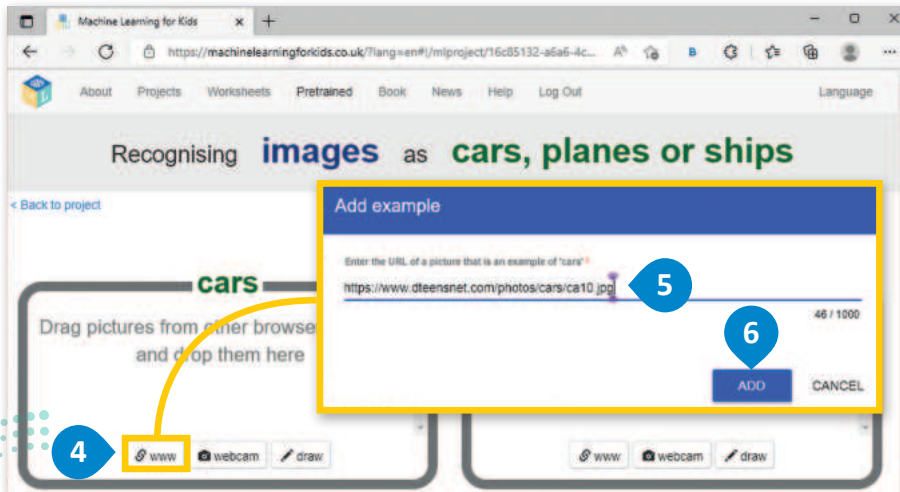 Machine Learning for Kids
https://machinelearningforkids.co.uk/?lang=en#!/mlproject/16c85132-a6a6-4c...
About Projects Worksheets Pretrained Book News Help Log Out Language
Recognising images as cars, planes or ships
< Back to project
Add example
Enter the URL of a picture that is an example of 'cars' *
https://www.dteensnet.com/photos/cars/ca10.jpg
5
46 / 1000
6
ADD CANCEL
cars
Drag pictures from other browse
and drop them here
4
www webcam draw
www webcam draw